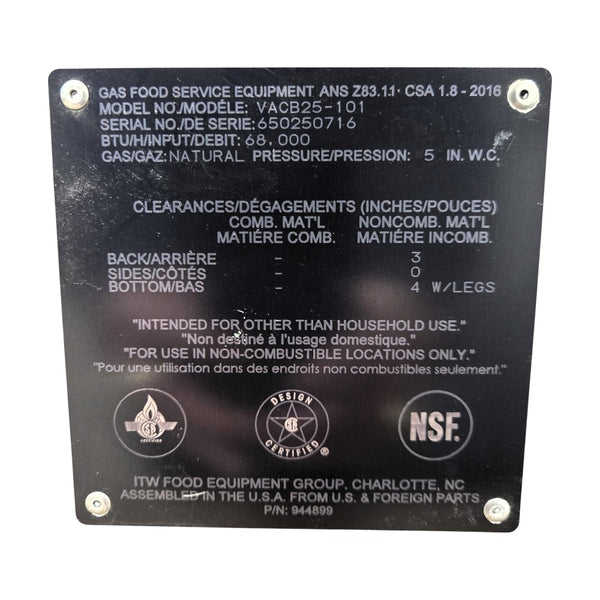 GAS FOOD SERVICE EQUIPMENT ANS Z83.11· CSA 1.8 - 2016
MODEL NO./MODÉLE: VACB25-101
SERIAL NO./DE SERIE: 650250716
BTU/H/INPUT/DEBIT: 68,000
GAS/GAZ: NATURAL PRESSURE/PRESSION: 5 IN. W.C.
CLEARANCES/DÉGAGEMENTS (INCHES/POUCES)
COMB. MAT'L NONCOMB. MAT'L
MATIÉRE COMB. MATIÉRE INCOMB.
BACK/ARRIÈRE - 3
SIDES/CÔTÉS - 0
BOTTOM/BAS - 4 W/LEGS
"INTENDED FOR OTHER THAN HOUSEHOLD USE."
"Non destiné à l'usage domestique."
"FOR USE IN NON-COMBUSTIBLE LOCATIONS ONLY."
"Pour une utilisation dans des endroits non combustibles seulement."
CERTIFIED
DESIGN CERTIFIED ®
NSF.
ITW FOOD EQUIPMENT GROUP. CHARLOTTE, NC
ASSEMBLED IN THE U.S.A. FROM U.S. & FOREIGN PARTS
P/N: 944899